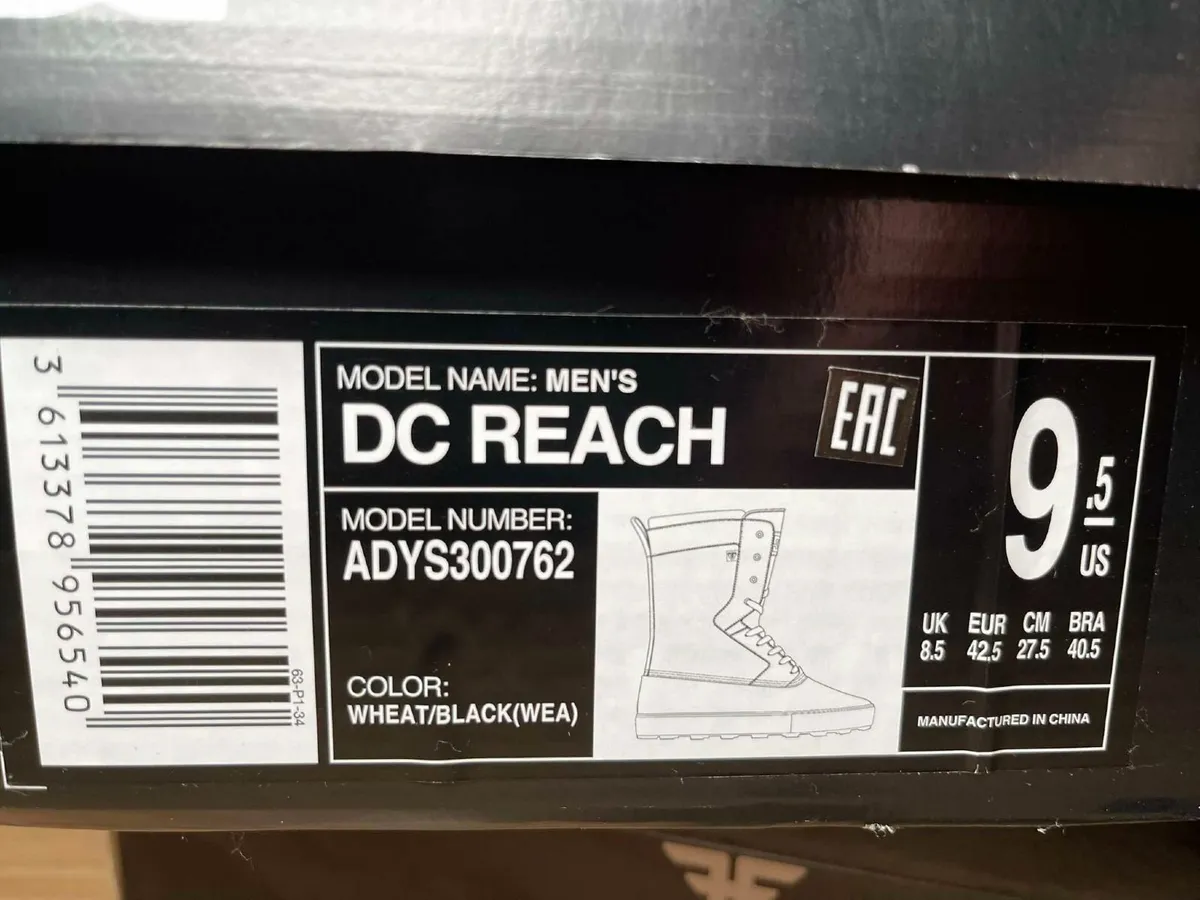 3 613378 956540
63-P1-34
MODEL NAME: MEN'S
DC REACH
EAC
MODEL NUMBER:
ADYS300762
COLOR:
WHEAT/BLACK(WEA)
9.5
US
UK EUR CM BRA
8.5 42.5 27.5 40.5
MANUFACTURED IN CHINA